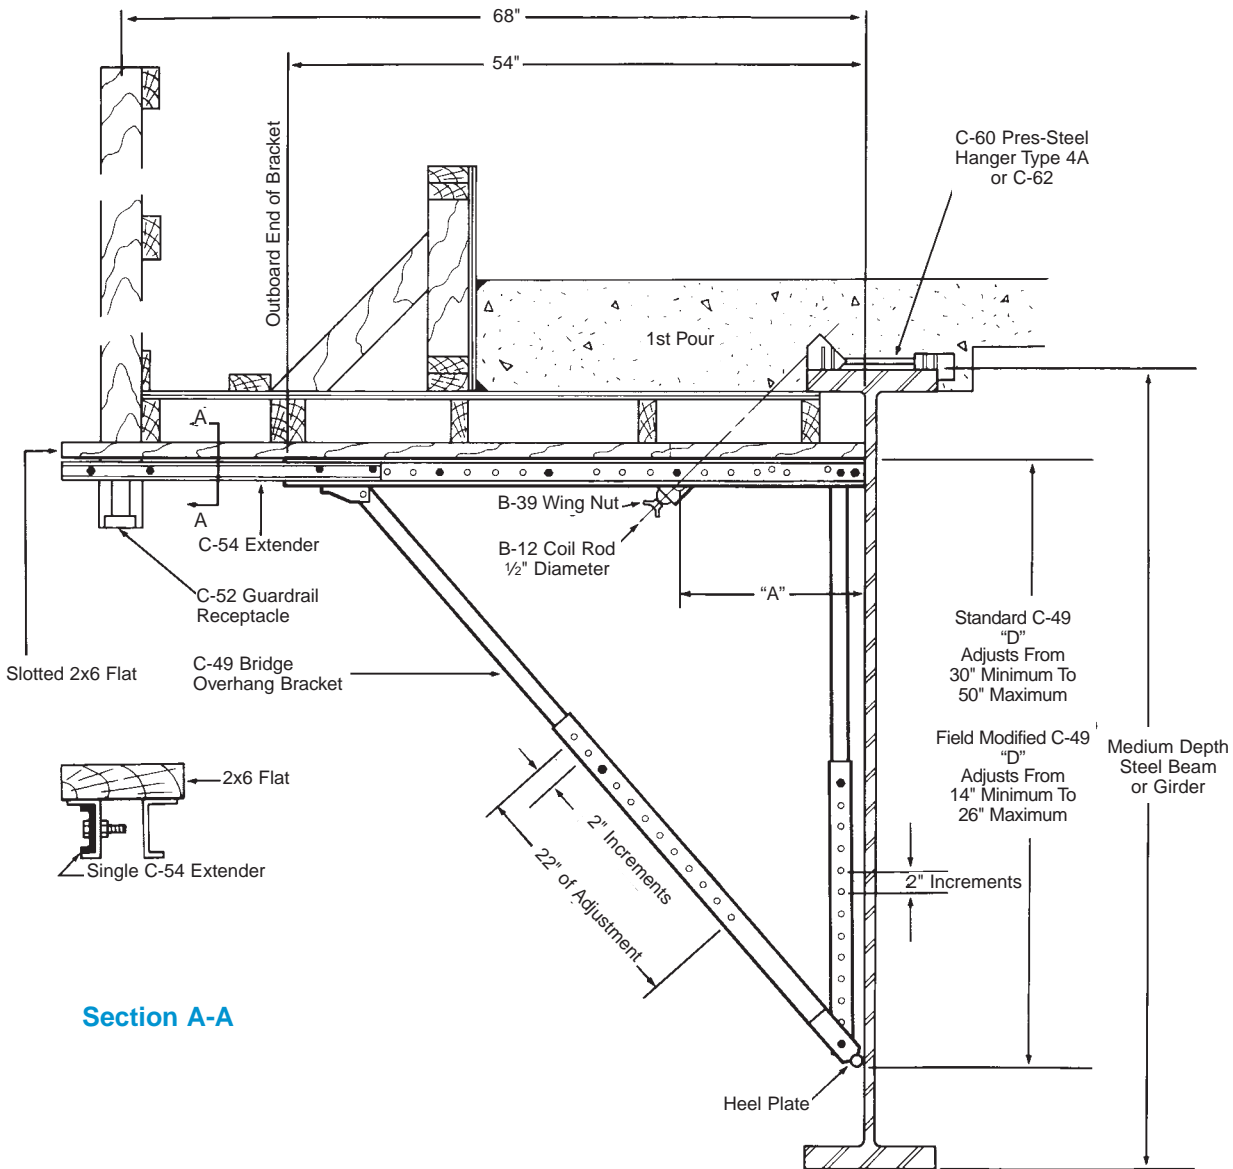 68"
54"
Outboard End of Bracket
C-60 Pres-Steel
Hanger Type 4A
or C-62
1st Pour
A
A
B-39 Wing Nut
C-54 Extender
B-12 Coil Rod
½" Diameter
"A"
C-52 Guardrail
Receptacle
Slotted 2x6 Flat
C-49 Bridge
Overhang Bracket
Standard C-49
“D”
Adjusts From
30" Minimum To
50" Maximum
Field Modified C-49
“D”
Adjusts From
14" Minimum To
26" Maximum
Medium Depth
Steel Beam
or Girder
2x6 Flat
Single C-54 Extender
2" Increments
22" of Adjustment
2" Increments
Section A-A
Heel Plate